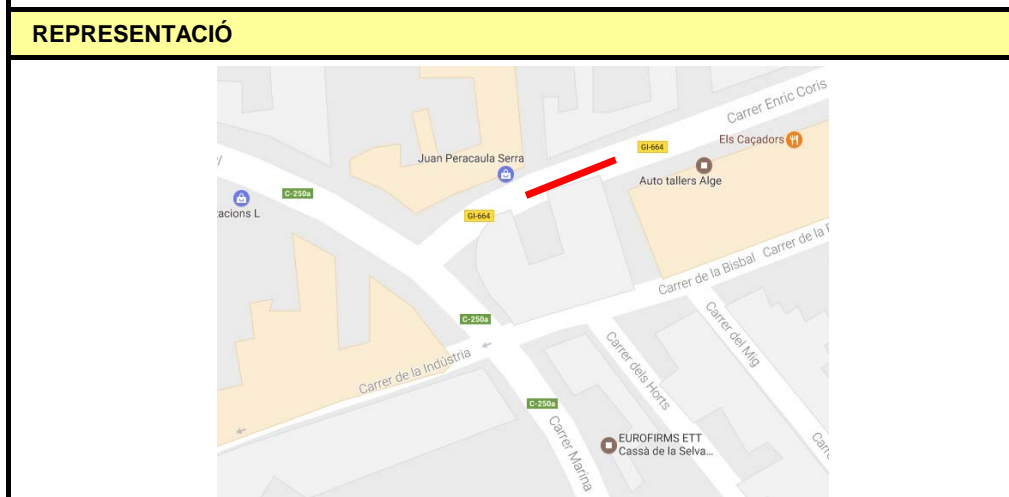 REPRESENTACIÓ
Carrer Enric Coris
Els Caçadors
GI-664
Juan Peracaula Serra
Auto tallers Alge
C-250a
acions L
GI-664
Carrer de la Bisbal
Carrer de la
C-250a
Carrer de la Indústria
Carrer del Mig
Carrer dels Horts
C-250a
Carrer Marina
EUROFIRMS ETT
Cassà de la Selva...
Carr